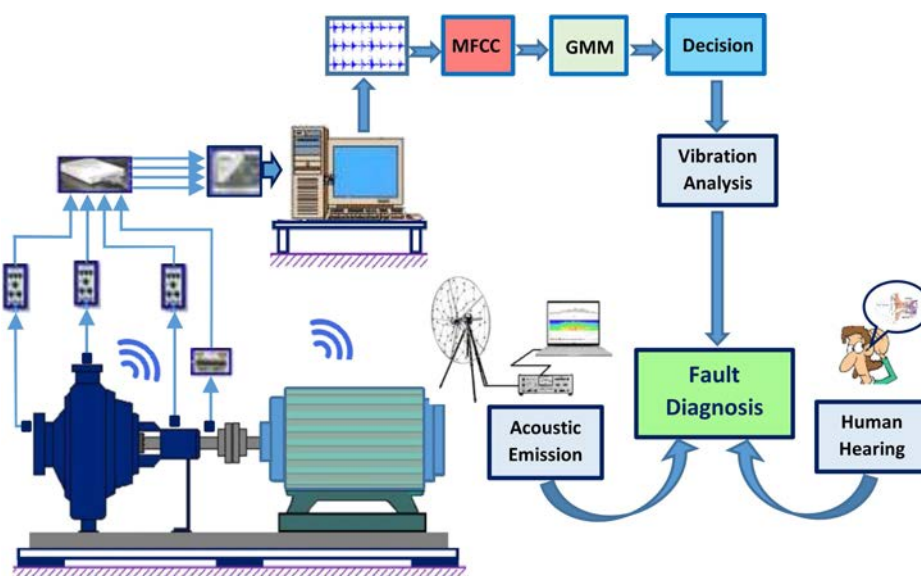 MFCC
GMM
Decision
Vibration
Analysis
Fault
Diagnosis
Acoustic
Emission
Human
Hearing